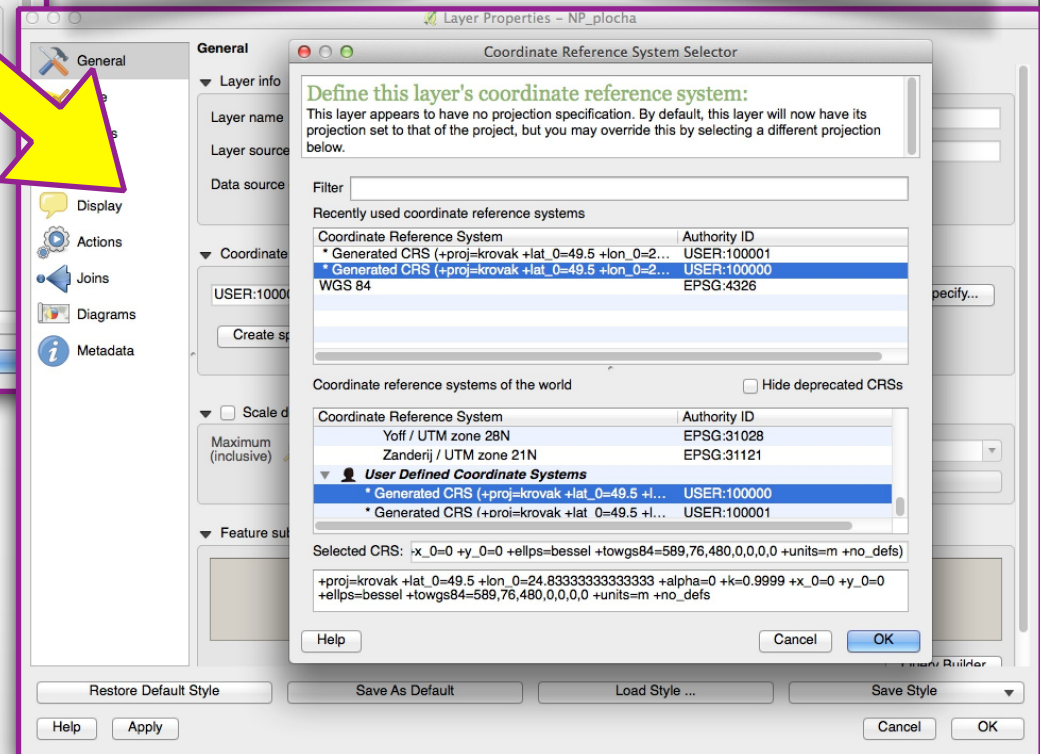 Layer Properties - NP_plocha
General
Display
Actions
Joins
Diagrams
Metadata
General
Layer info
Layer name
Layer source
Data source
Coordinate
USER:10000
Specify...
Create sp
Scale d
Maximum
(inclusive)
Feature sub
Query Builder
Coordinate Reference System Selector
Define this layer's coordinate reference system:
This layer appears to have no projection specification. By default, this layer will now have its
projection set to that of the project, but you may override this by selecting a different projection
below.
Filter
Recently used coordinate reference systems
Coordinate Reference System Authority ID
* Generated CRS (+proj=krovak +lat_0=49.5 +lon_0=2... USER:100001
* Generated CRS (+proj=krovak +lat_0=49.5 +lon_0=2... USER:100000
WGS 84 EPSG:4326
Coordinate reference systems of the world Hide deprecated CRSs
Coordinate Reference System Authority ID
Yoff / UTM zone 28N EPSG:31028
Zanderij / UTM zone 21N EPSG:31121
User Defined Coordinate Systems
* Generated CRS (+proj=krovak +lat_0=49.5 +l... USER:100000
* Generated CRS (+proj=krovak +lat_0=49.5 +l... USER:100001
Selected CRS: -x_0=0 +y_0=0 +ellps=bessel +towgs84=589,76,480,0,0,0,0 +units=m +no_defs)
+proj=krovak +lat_0=49.5 +lon_0=24.83333333333333 +alpha=0 +k=0.9999 +x_0=0 +y_0=0
+ellps=bessel +towgs84=589,76,480,0,0,0,0 +units=m +no_defs
Help Cancel OK
Restore Default Style Save As Default Load Style ... Save Style
Help Apply Cancel OK